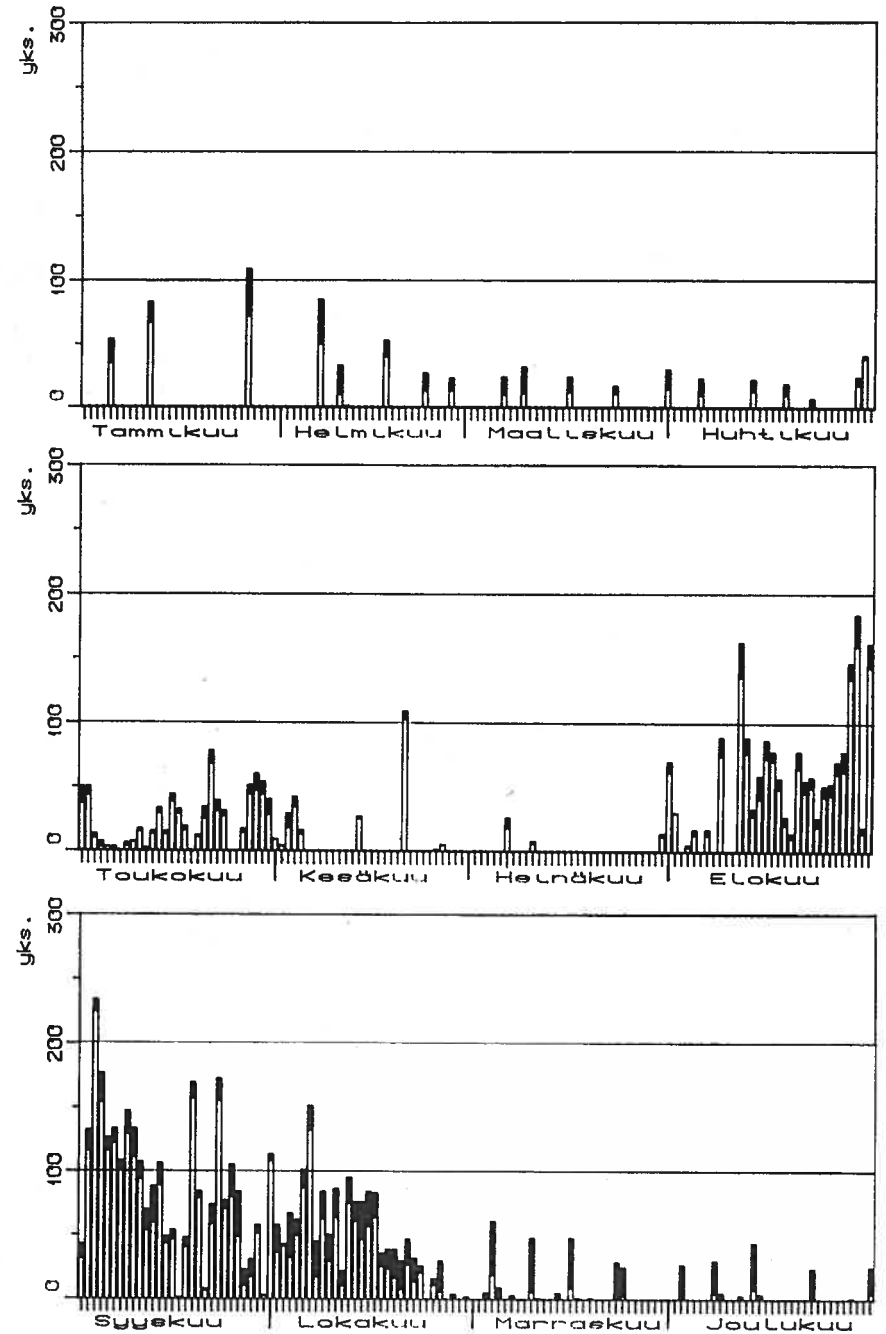 yks.
300
200
100
0
Tammikuu Helmikuu Maaliskuu Huhtikuu
yks.
300
200
100
0
Toukokuu Kesäkuu Heinäkuu Elokuu
yks.
300
200
100
0
Syyskuu Lokakuu Marraskuu Joulukuu